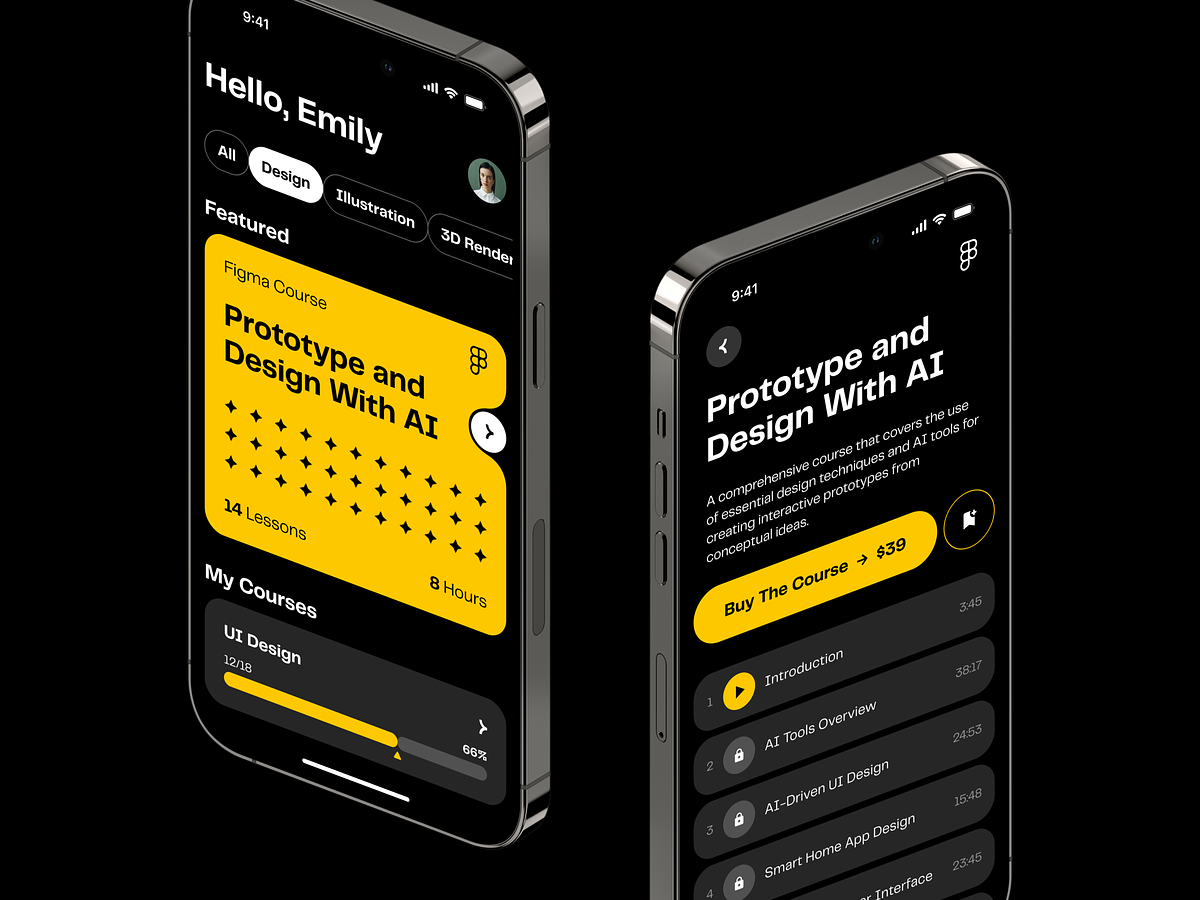 9:41
Hello, Emily
All
Design
Illustration
3D Render
Featured
Figma Course
Prototype and
Design With AI
14 Lessons
8 Hours
My Courses
UI Design
12/18
66%
9:41
Prototype and
Design With AI
A comprehensive course that covers the use
of essential design techniques and AI tools for
creating interactive prototypes from
conceptual ideas.
Buy The Course → $39
1 Introduction 3:45
2 AI Tools Overview 38:17
3 AI-Driven UI Design 24:53
4 Smart Home App Design 15:48
Interface 23:45